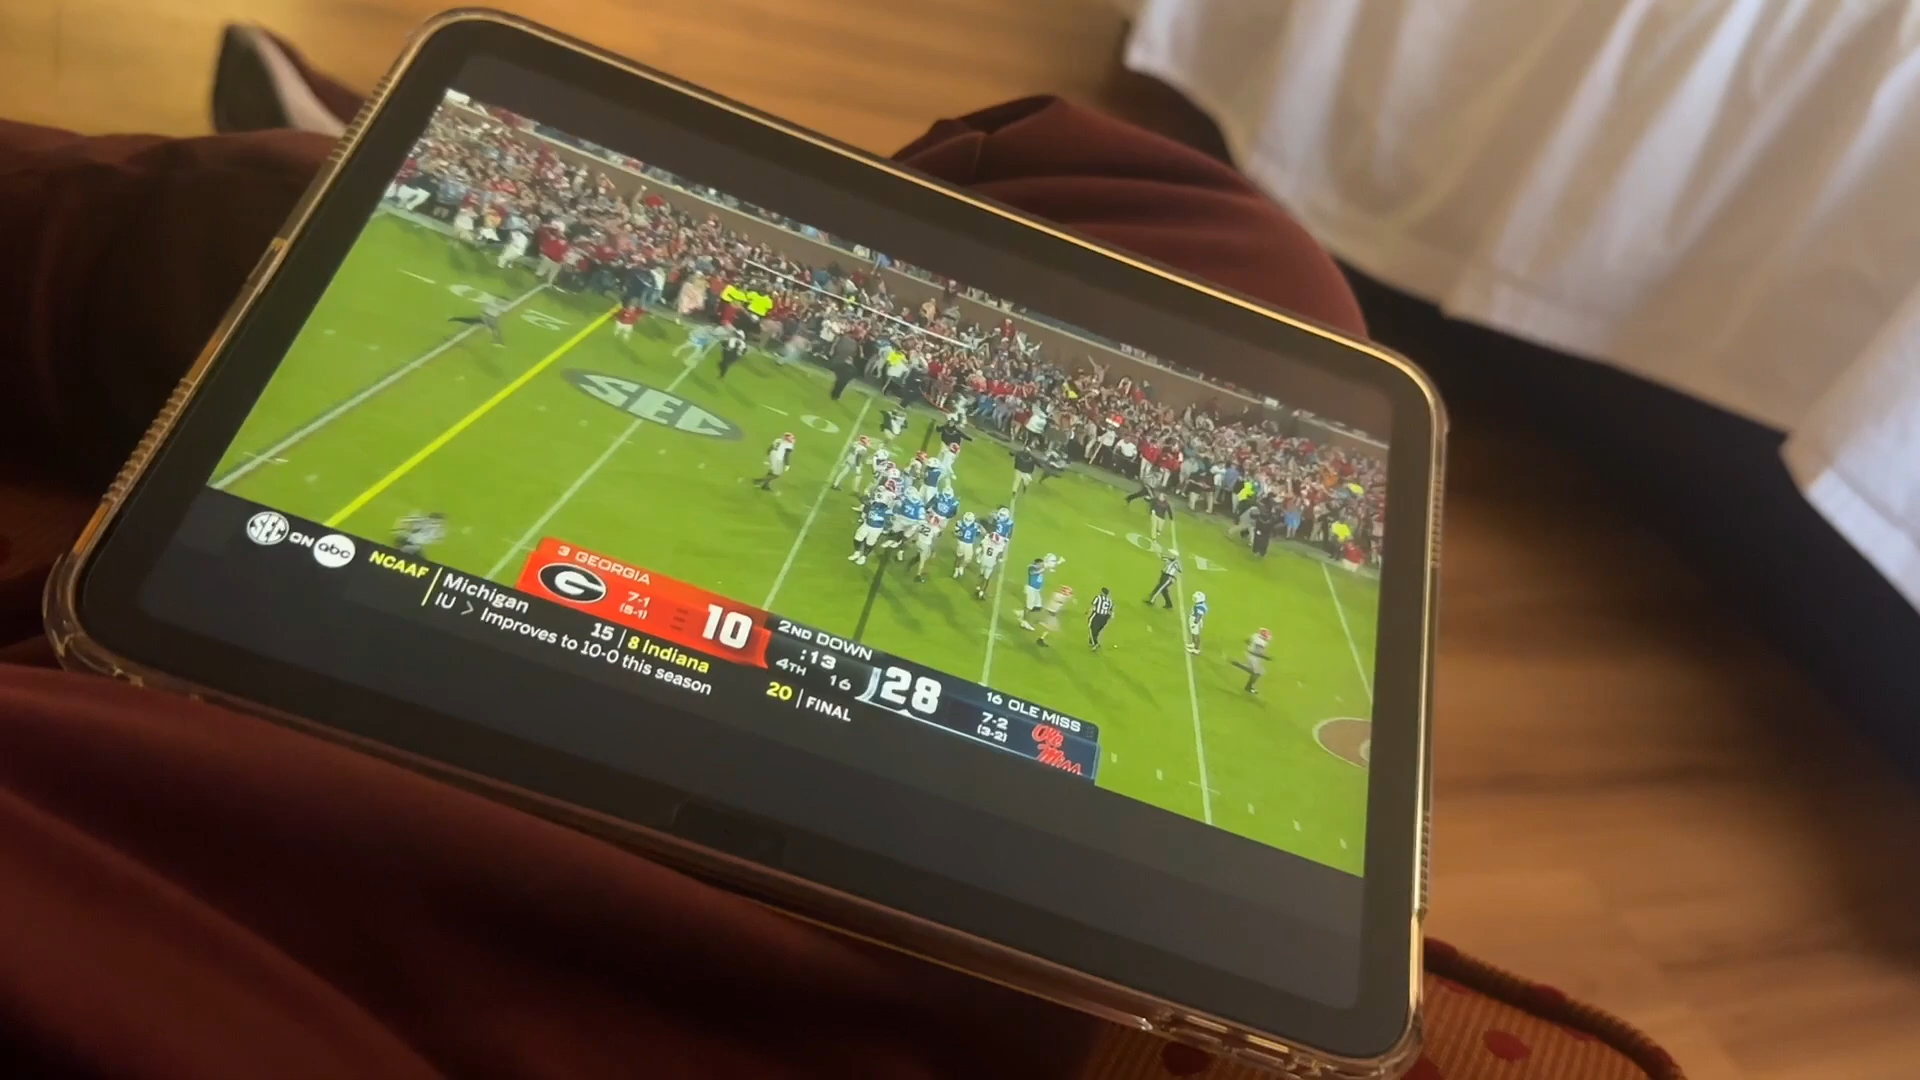 SEC
SEC ON abc
NCAAF
Michigan 15
8 Indiana 20
FINAL
IU > Improves to 10-0 this season
3 GEORGIA
G
7-1
(5-1)
10
2ND DOWN
:13
4TH 16
28
16 OLE MISS
7-2
(3-2)
Ole Miss